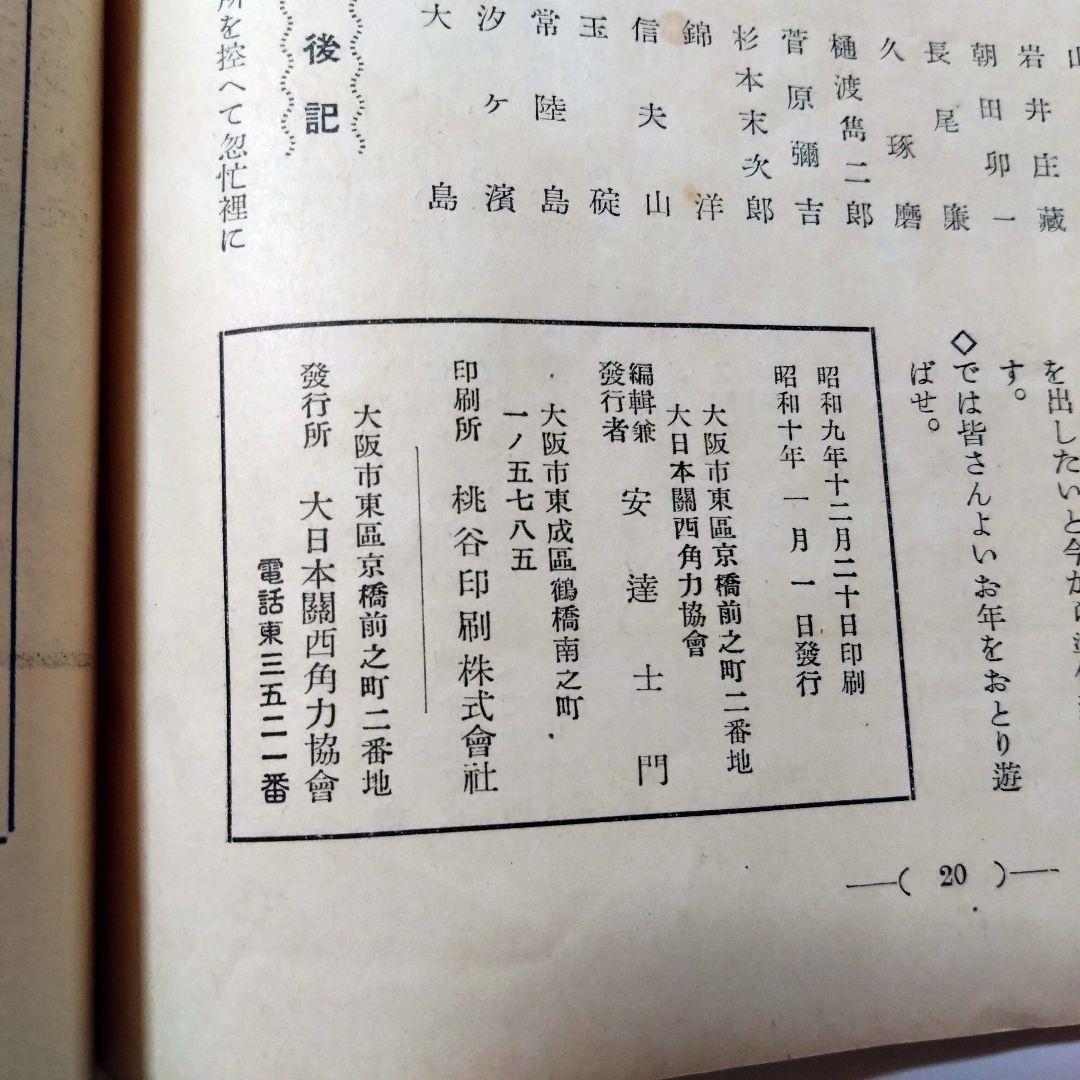 岩井庄藏
朝田卯一
長尾廉
久琢磨
樋渡雋二郎
菅原彌吉
杉本末次郎
錦洋
信夫山
玉碇
常陸島
汐ケ濱
大島
後記
所を控へて忽忙裡に
を出したいと今から
す。
◇では皆さんよいお年をおとり遊
ばせ。
昭和九年十二月二十日印刷
昭和十年一月一日發行
大阪市東區京橋前之町二番地
大日本關西角力協會
編輯兼
發行者 安達士門
大阪市東成區鶴橋南之町
一ノ五七八五
印刷所 桃谷印刷株式會社
大阪市東區京橋前之町二番地
發行所 大日本關西角力協會
電話東三五二一番
(20)